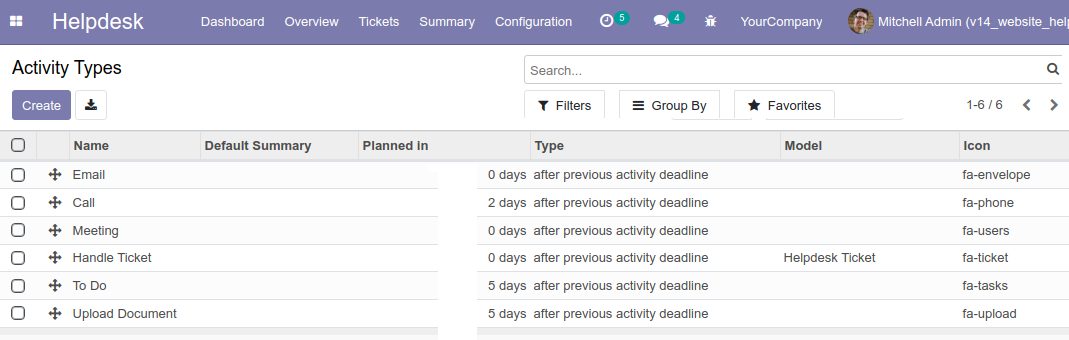 Helpdesk Dashboard Overview Tickets Summary Configuration 5 4 YourCompany Mitchell Admin (v14_website_help
Activity Types Search...
Create Filters Group By Favorites 1-6 / 6
Name Default Summary Planned in Type Model Icon
Email 0 days after previous activity deadline fa-envelope
Call 2 days after previous activity deadline fa-phone
Meeting 0 days after previous activity deadline fa-users
Handle Ticket 0 days after previous activity deadline Helpdesk Ticket fa-ticket
To Do 5 days after previous activity deadline fa-tasks
Upload Document 5 days after previous activity deadline fa-upload